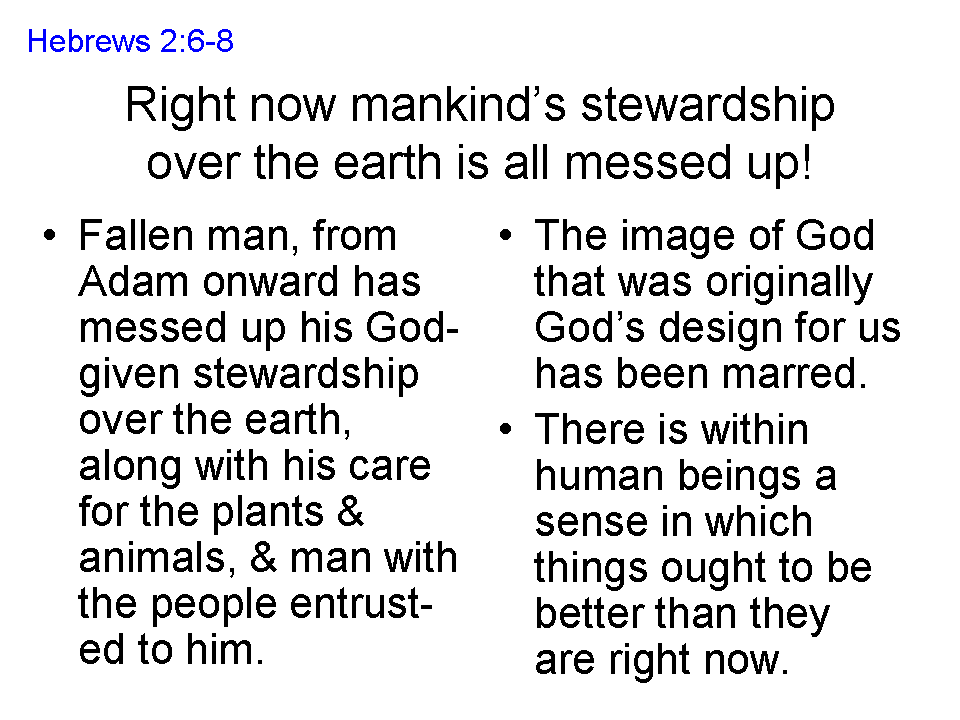 Hebrews 2:6-8
Right now mankind’s stewardship
over the earth is all messed up!
• Fallen man, from
Adam onward has
messed up his God-
given stewardship
over the earth,
along with his care
for the plants &
animals, & man with
the people entrust-
ed to him.
• The image of God
that was originally
God’s design for us
has been marred.
• There is within
human beings a
sense in which
things ought to be
better than they
are right now.